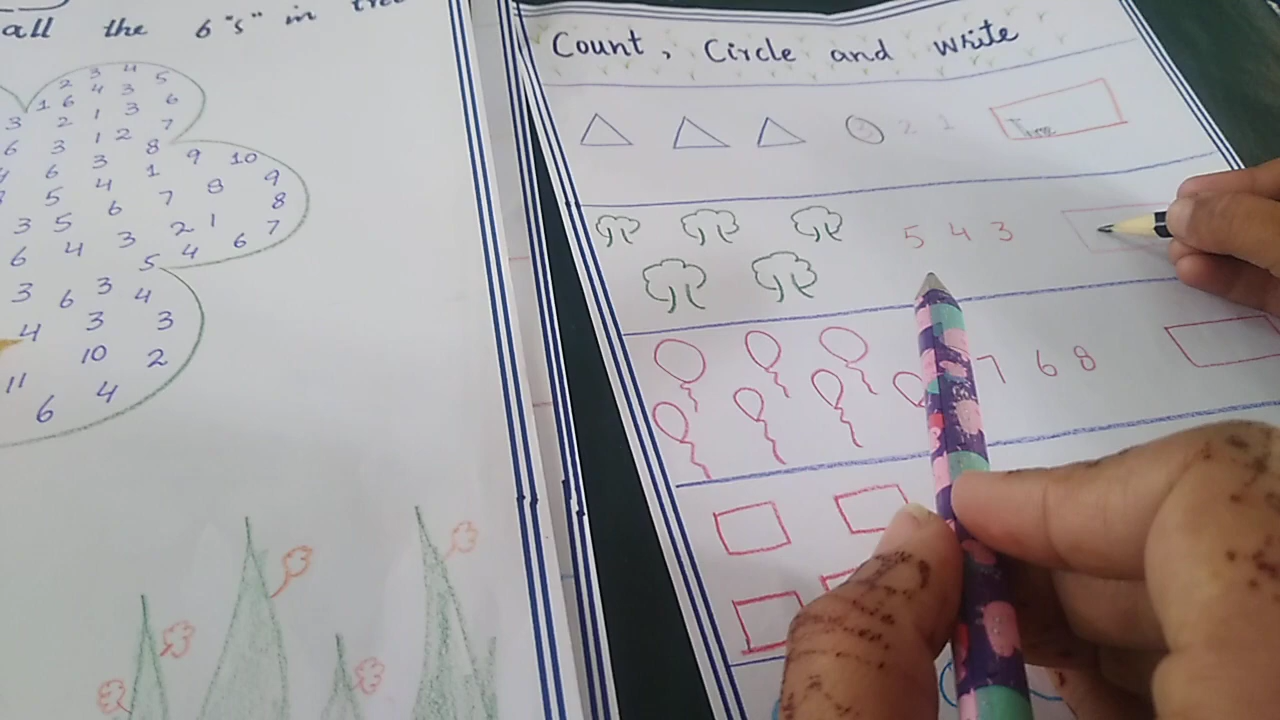 all the 6"s" in tree
3 4
2 4 3 5
1 6 6
3 2 1 3
6 3 1 2 7
6 3 8 9 10
5 4 1 9
3 5 6 7 8 8
6 4 3 2 1 7
5 4 6
3 6 3 4
4 3 3
10 2
11
6 4
Count, Circle and write
3 2 1
5 4 3
7 6 8